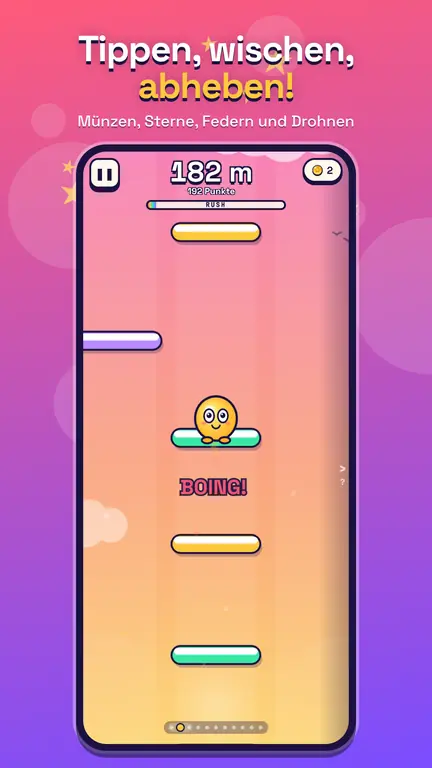 Tippen, wischen,
abheben!
Münzen, Sterne, Federn und Drohnen
182 m
2
192 Punkte
RUSH
BOING!
>
?